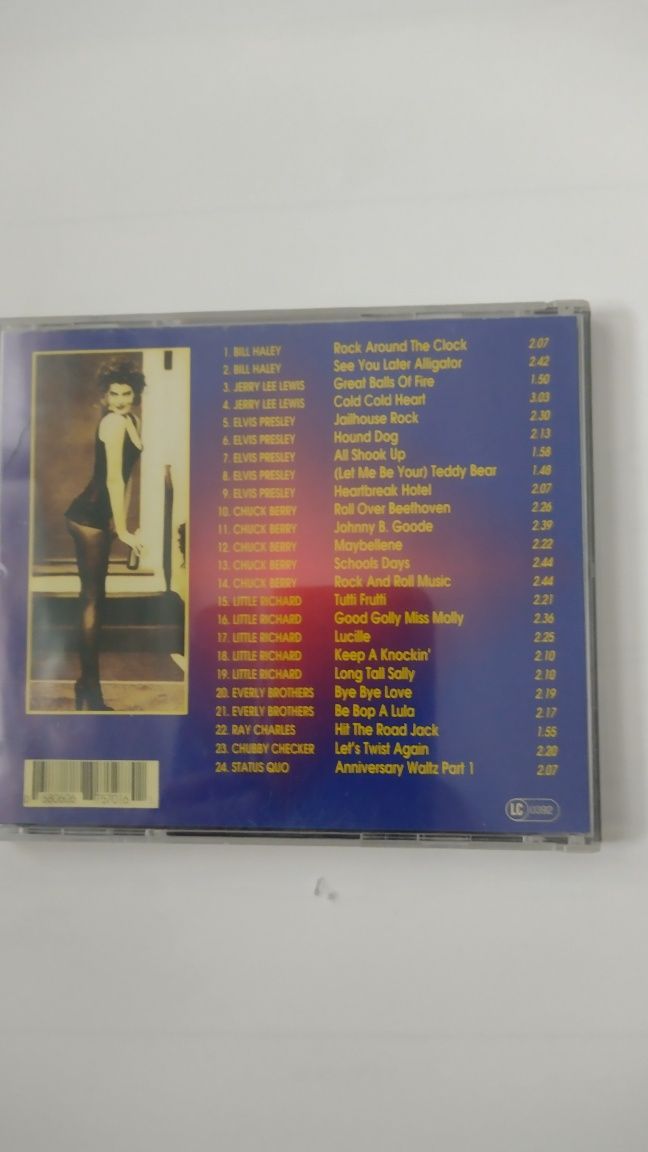 1. BILL HALEY Rock Around The Clock 2.07
2. BILL HALEY See You Later Alligator 2.42
3. JERRY LEE LEWIS Great Balls Of Fire 1.50
4. JERRY LEE LEWIS Cold Cold Heart 3.03
5. ELVIS PRESLEY Jailhouse Rock 2.30
6. ELVIS PRESLEY Hound Dog 2.13
7. ELVIS PRESLEY All Shook Up 1.58
8. ELVIS PRESLEY (Let Me Be Your) Teddy Bear 1.48
9. ELVIS PRESLEY Heartbreak Hotel 2.07
10. CHUCK BERRY Roll Over Beethoven 2.26
11. CHUCK BERRY Johnny B. Goode 2.39
12. CHUCK BERRY Maybellene 2.22
13. CHUCK BERRY Schools Days 2.44
14. CHUCK BERRY Rock And Roll Music 2.44
15. LITTLE RICHARD Tutti Frutti 2.21
16. LITTLE RICHARD Good Golly Miss Molly 2.36
17. LITTLE RICHARD Lucille 2.25
18. LITTLE RICHARD Keep A Knockin' 2.10
19. LITTLE RICHARD Long Tall Sally 2.10
20. EVERLY BROTHERS Bye Bye Love 2.19
21. EVERLY BROTHERS Be Bop A Lula 2.17
22. RAY CHARLES Hit The Road Jack 1.55
23. CHUBBY CHECKER Let's Twist Again 2.20
24. STATUS QUO Anniversary Waltz Part 1 2.07
LC 0392